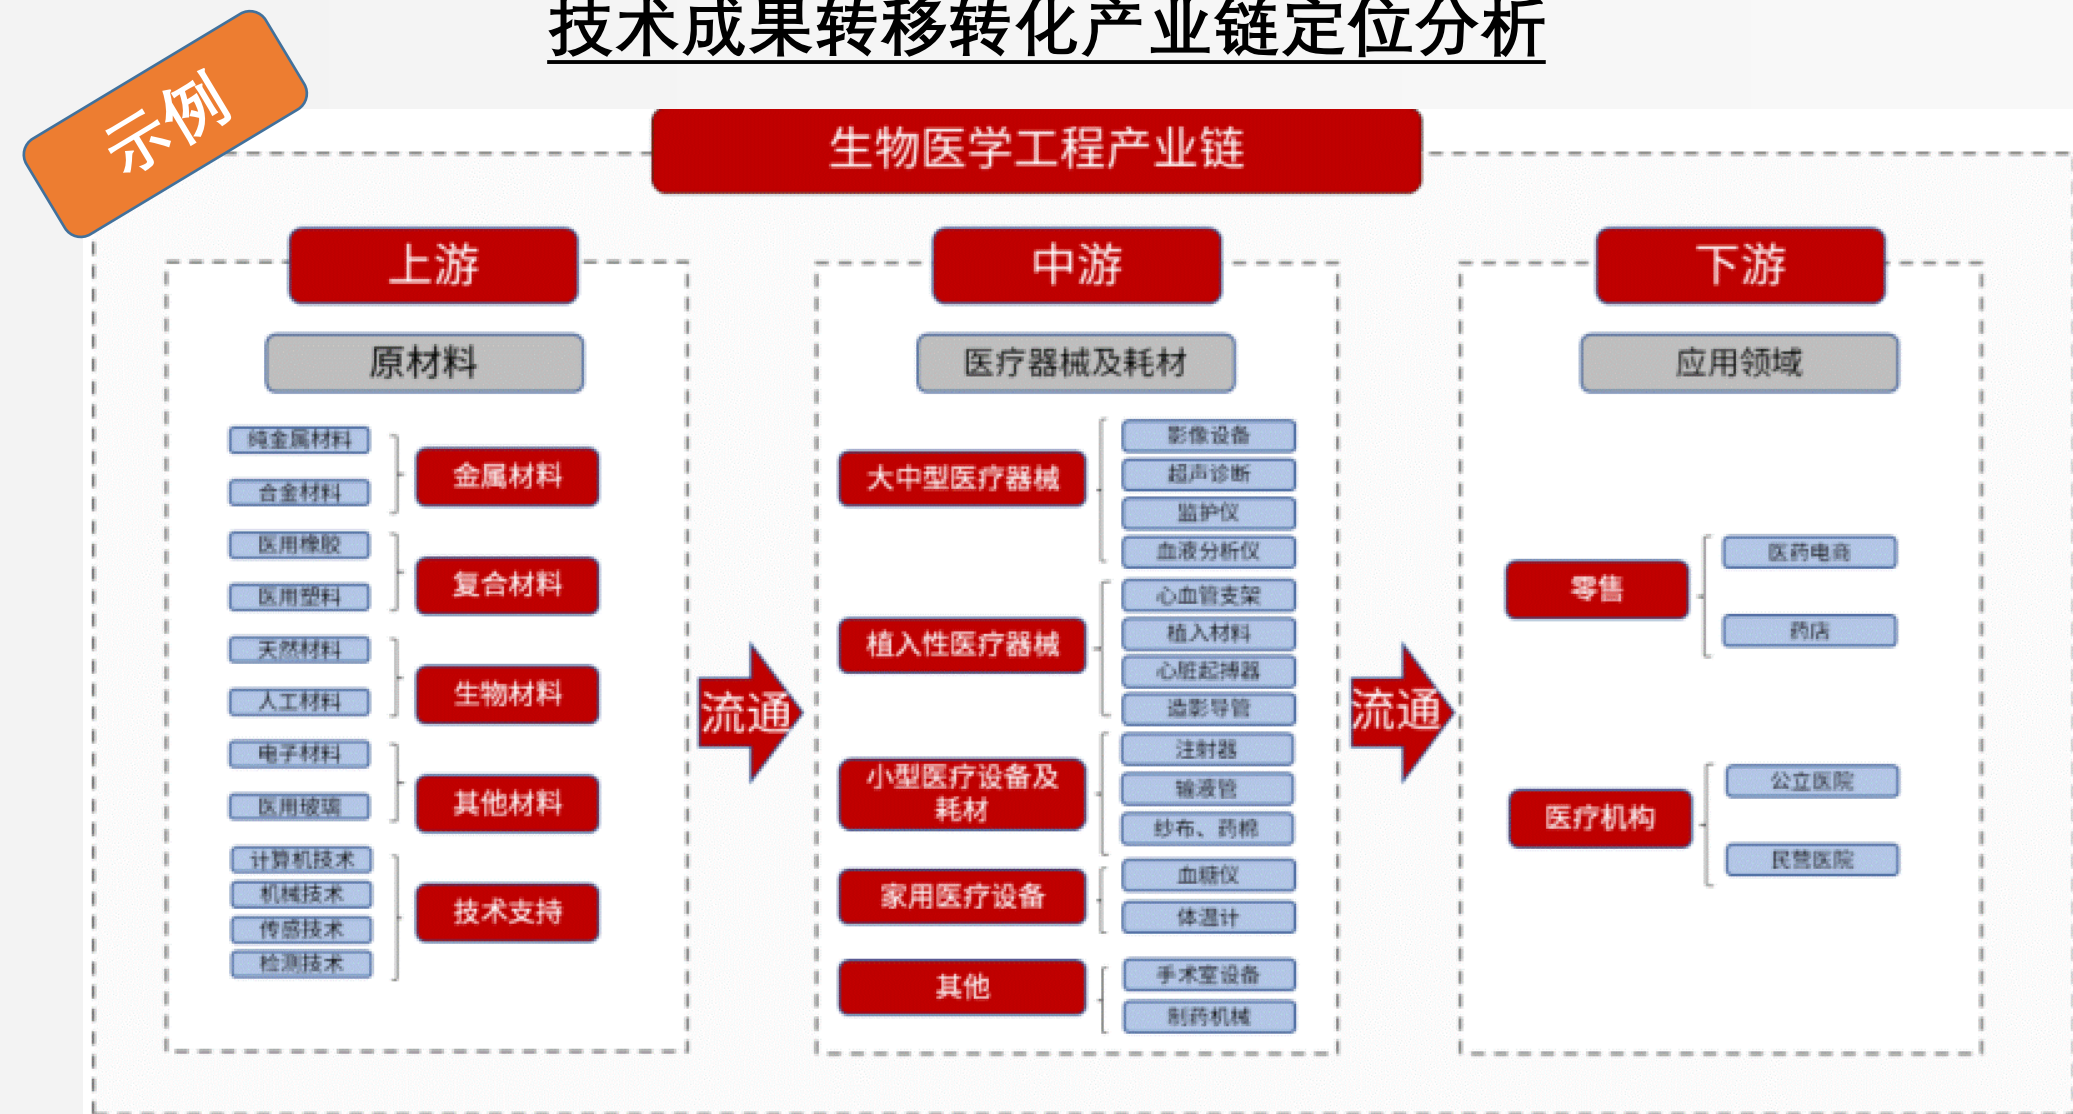 技术成果转移转化产业链定位分析
示例
生物医学工程产业链
上游
原材料
纯金属材料
合金材料
金属材料
医用橡胶
医用塑料
复合材料
天然材料
人工材料
生物材料
电子材料
医用玻璃
其他材料
计算机技术
机械技术
传感技术
检测技术
技术支持
流通
中游
医疗器械及耗材
大中型医疗器械
影像设备
超声诊断
监护仪
血液分析仪
植入性医疗器械
心血管支架
植入材料
心脏起搏器
造影导管
小型医疗设备及
耗材
注射器
输液管
纱布、药棉
家用医疗设备
血糖仪
体温计
其他
手术室设备
制药机械
流通
下游
应用领域
零售
医药电商
药店
医疗机构
公立医院
民营医院